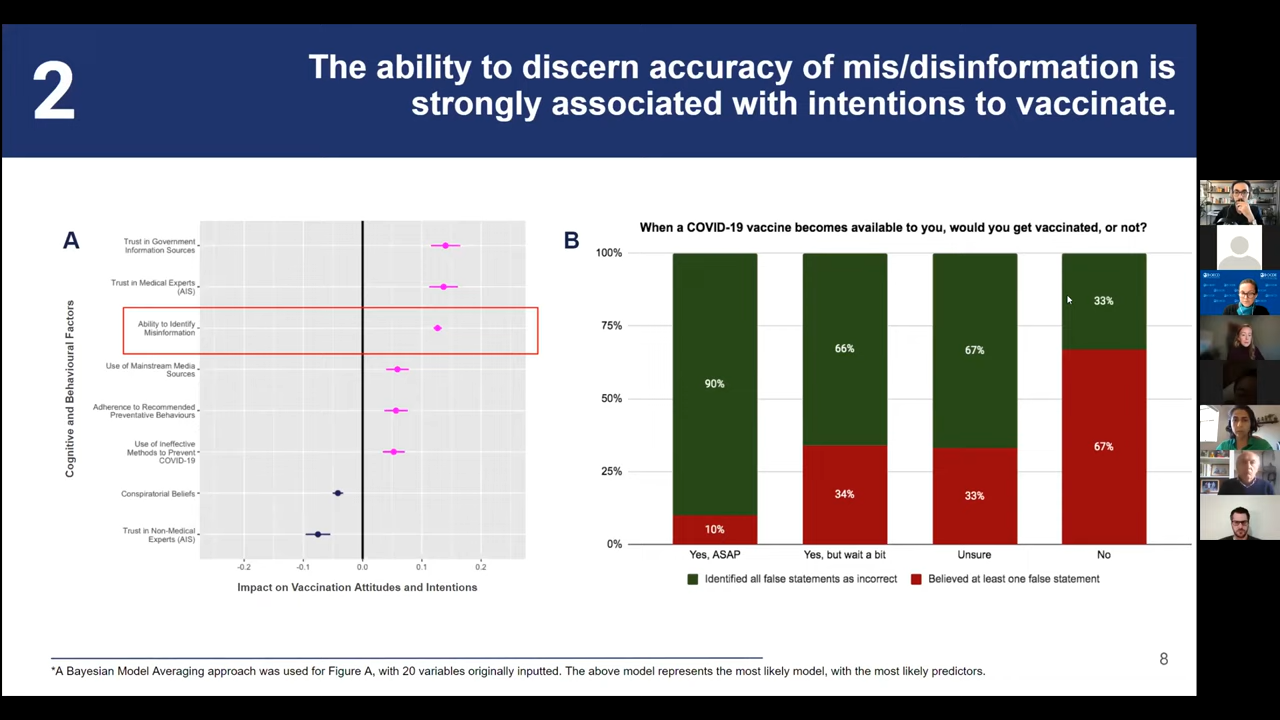 2
The ability to discern accuracy of mis/disinformation is
strongly associated with intentions to vaccinate.
A
Cognitive and Behavioural Factors
Trust in Government
Information Sources
Trust in Medical Experts
(AIS)
Ability to Identify
Misinformation
Use of Mainstream Media
Sources
Adherence to Recommended
Preventative Behaviours
Use of Ineffective
Methods to Prevent
COVID-19
Conspiratorial Beliefs
Trust in Non-Medical
Experts (AIS)
-0.2 -0.1 0.0 0.1 0.2
Impact on Vaccination Attitudes and Intentions
B
When a COVID-19 vaccine becomes available to you, would you get vaccinated, or not?
100%
75%
50%
25%
0%
90%
10%
66%
34%
67%
33%
33%
67%
Yes, ASAP
Yes, but wait a bit
Unsure
No
Identified all false statements as incorrect
Believed at least one false statement
*A Bayesian Model Averaging approach was used for Figure A, with 20 variables originally inputted. The above model represents the most likely model, with the most likely predictors.
8